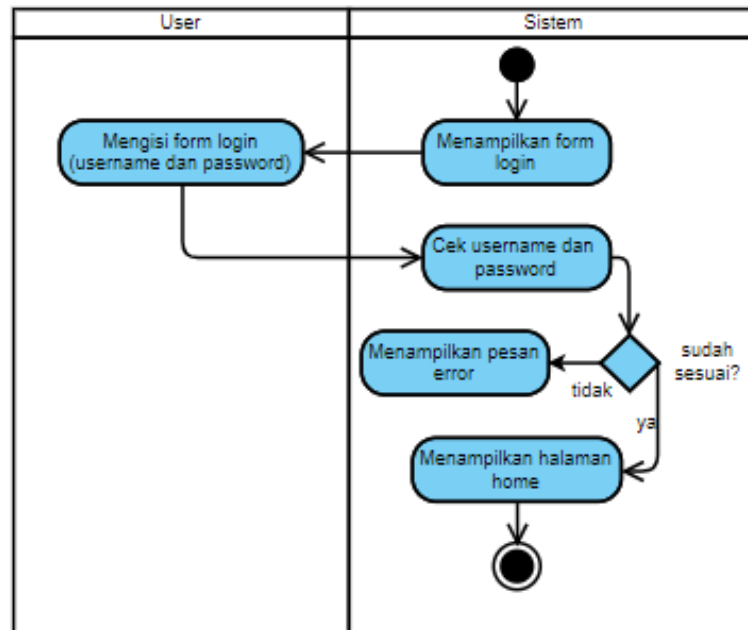 User
Sistem
Menampilkan form
login
Mengisi form login
(username dan password)
Cek username dan
password
sudah
sesuai?
Menampilkan pesan
error
tidak
ya
Menampilkan halaman
home